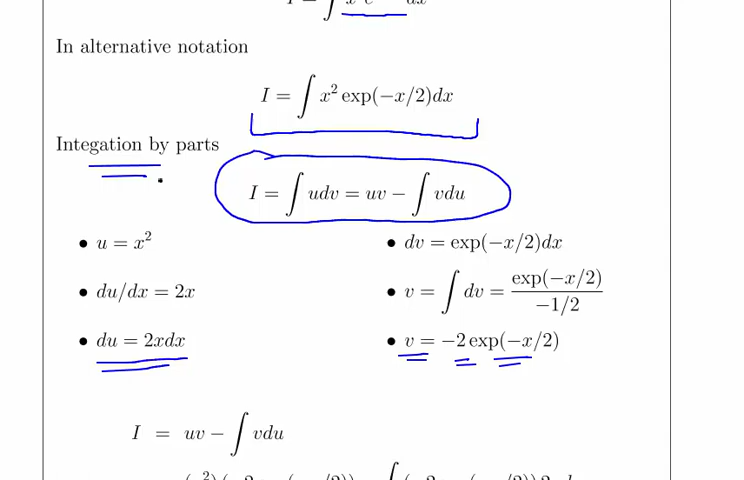 In alternative notation
I = ∫ x² exp(−x/2)dx
Integation by parts
I = ∫ udv = uv − ∫ vdu
• u = x²
• dv = exp(−x/2)dx
• du/dx = 2x
• v = ∫ dv = exp(−x/2) / −1/2
• du = 2xdx
• v = −2 exp(−x/2)
I = uv − ∫ vdu